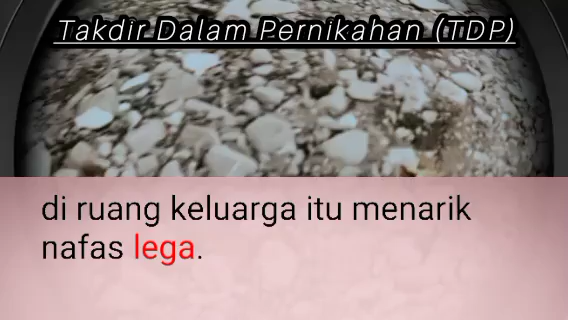 Takdir Dalam Pernikahan (TDP)
di ruang keluarga itu menarik
nafas lega.